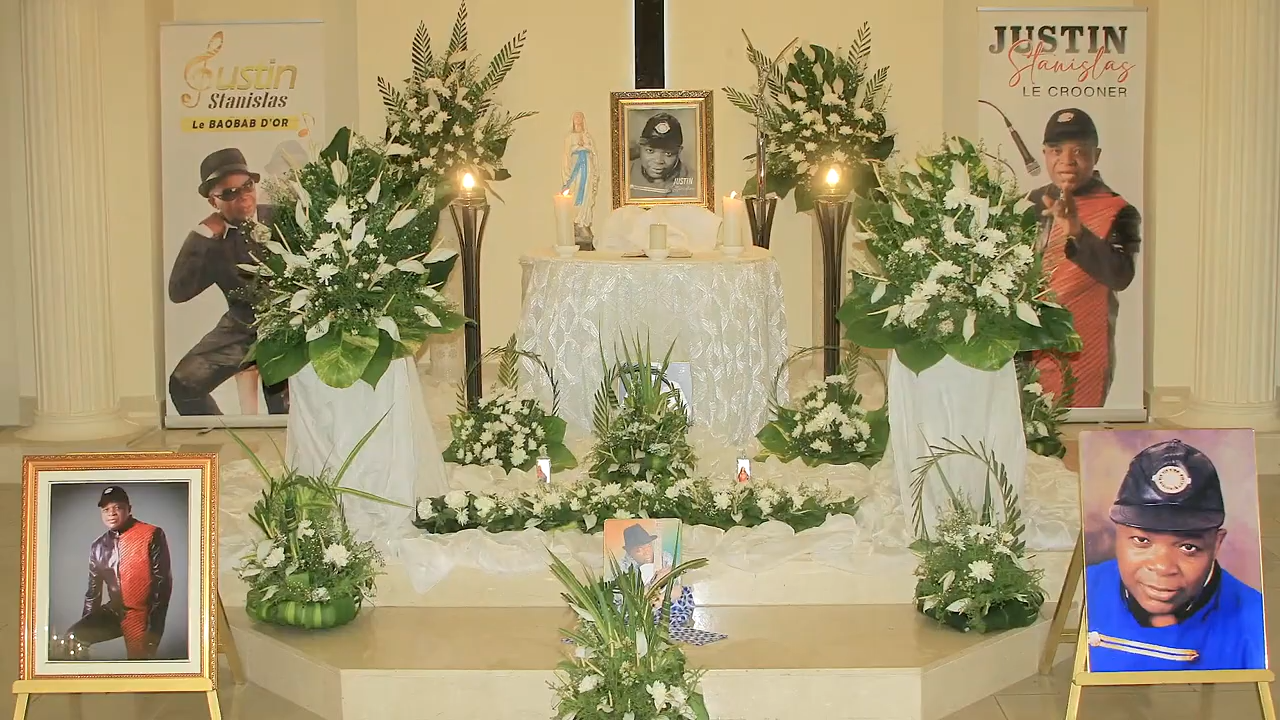 Justin
Stanislas
Le BAOBAB D'OR
JUSTIN
Stanislas
LE CROONER
JUSTIN